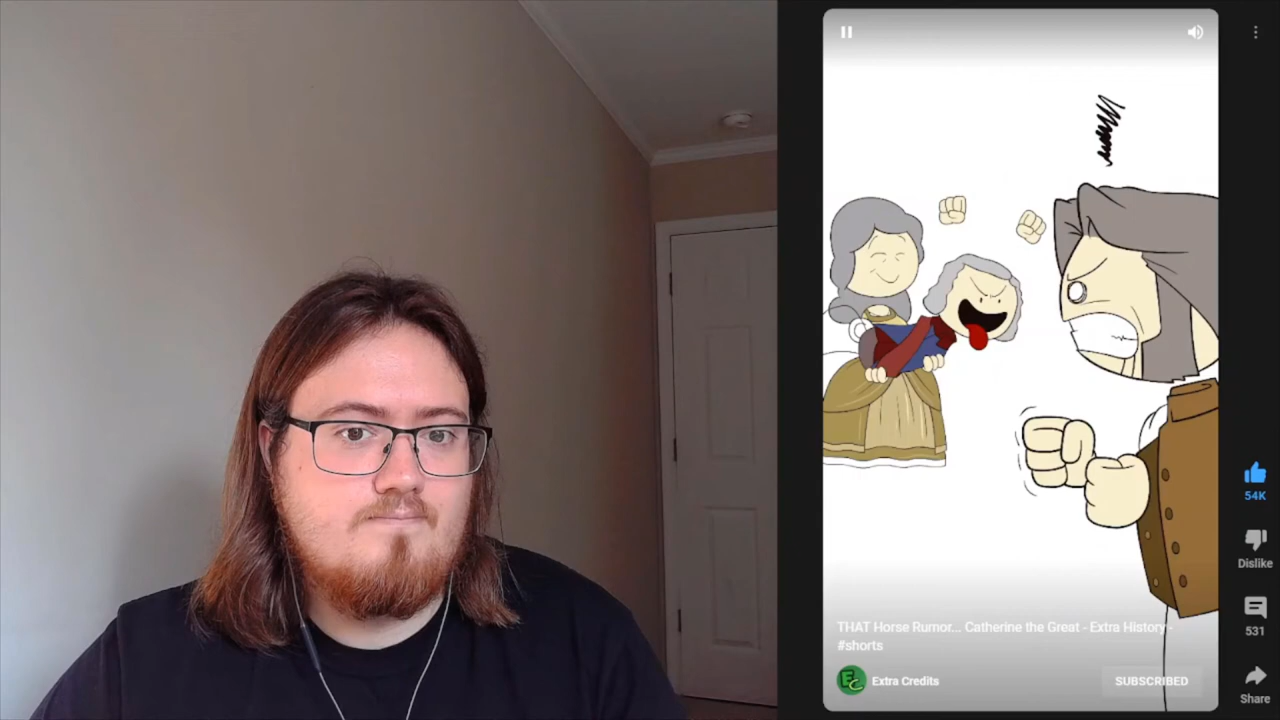 THAT Horse Rumor... Catherine the Great - Extra History -
#shorts
Extra Credits
SUBSCRIBED
54K
Dislike
531
Share